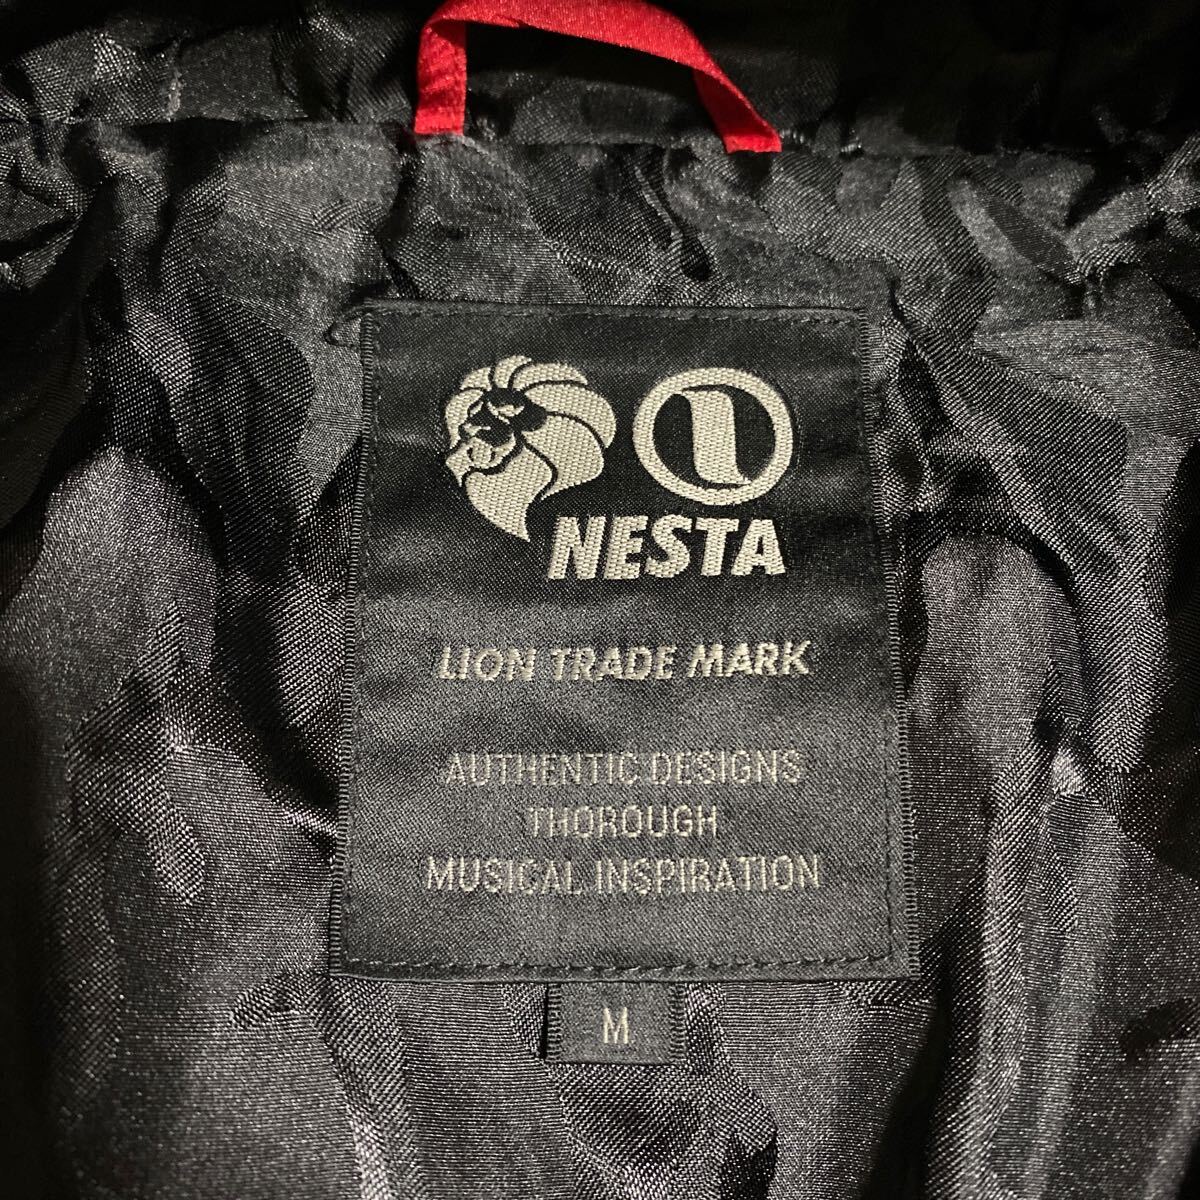 NESTA
LION TRADE MARK
AUTHENTIC DESIGNS
THOROUGH
MUSICAL INSPIRATION
M